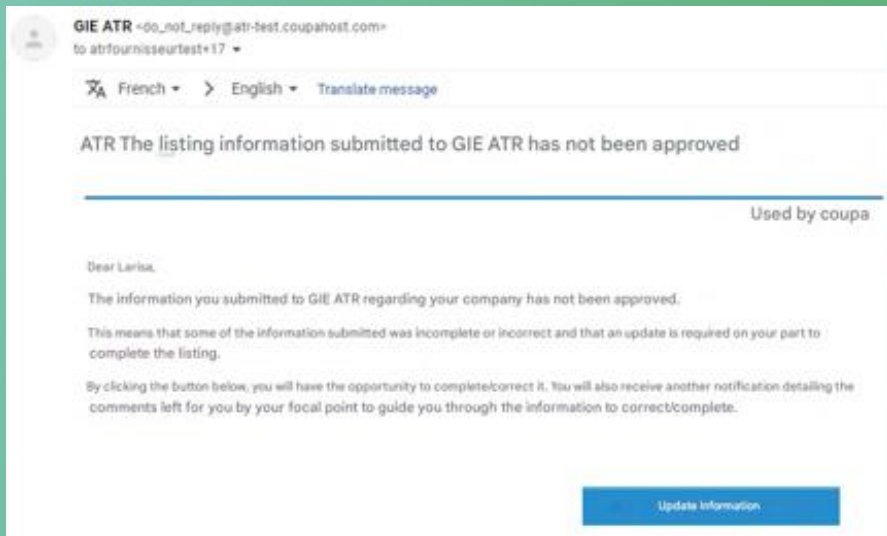 GIE ATR <do_not_reply@atr-test.coupahost.com>
to atrfournisseurtest+17
French > English Translate message
ATR The listing information submitted to GIE ATR has not been approved
Used by coupa
Dear Larisa,
The information you submitted to GIE ATR regarding your company has not been approved.
This means that some of the information submitted was incomplete or incorrect and that an update is required on your part to
complete the listing.
By clicking the button below, you will have the opportunity to complete/correct it. You will also receive another notification detailing the
comments left for you by your focal point to guide you through the information to correct/complete.
Update Information